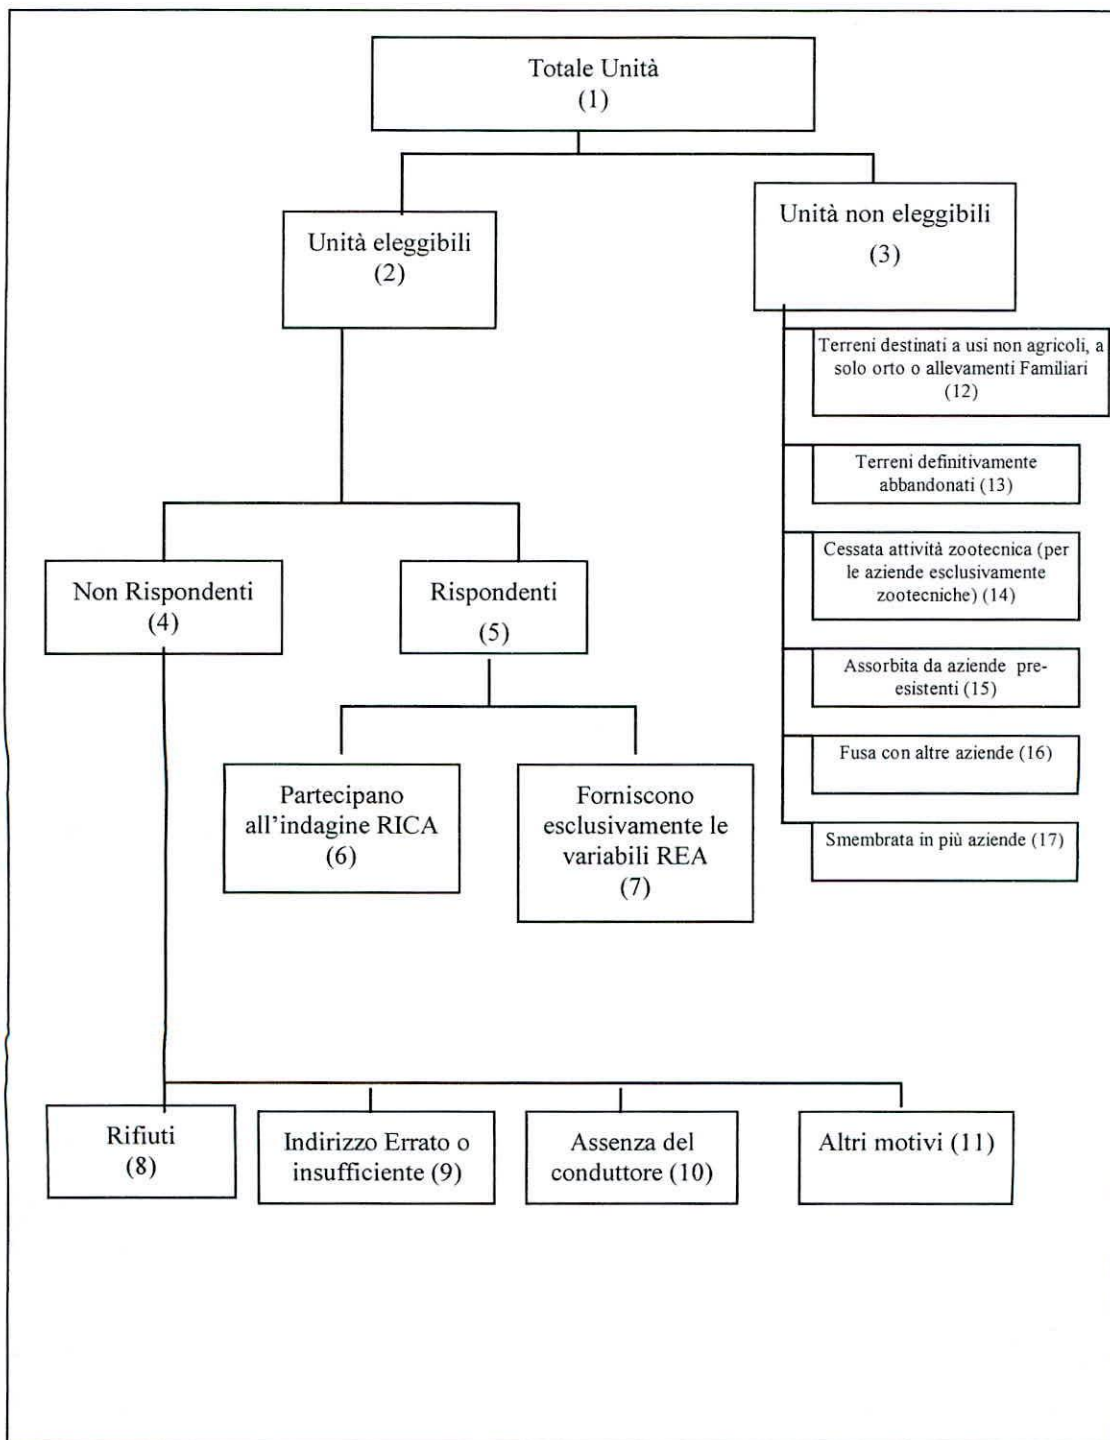 Totale Unità
(1)
Unità eleggibili
(2)
Unità non eleggibili
(3)
Terreni destinati a usi non agricoli, a
solo orto o allevamenti Familiari
(12)
Terreni definitivamente
abbandonati (13)
Cessata attività zootecnica (per
le aziende esclusivamente
zootecniche) (14)
Assorbita da aziende pre-
esistenti (15)
Fusa con altre aziende (16)
Smembrata in più aziende (17)
Non Rispondenti
(4)
Rispondenti
(5)
Partecipano
all’indagine RICA
(6)
Forniscono
esclusivamente le
variabili REA
(7)
Rifiuti
(8)
Indirizzo Errato o
insufficiente (9)
Assenza del
conduttore (10)
Altri motivi (11)